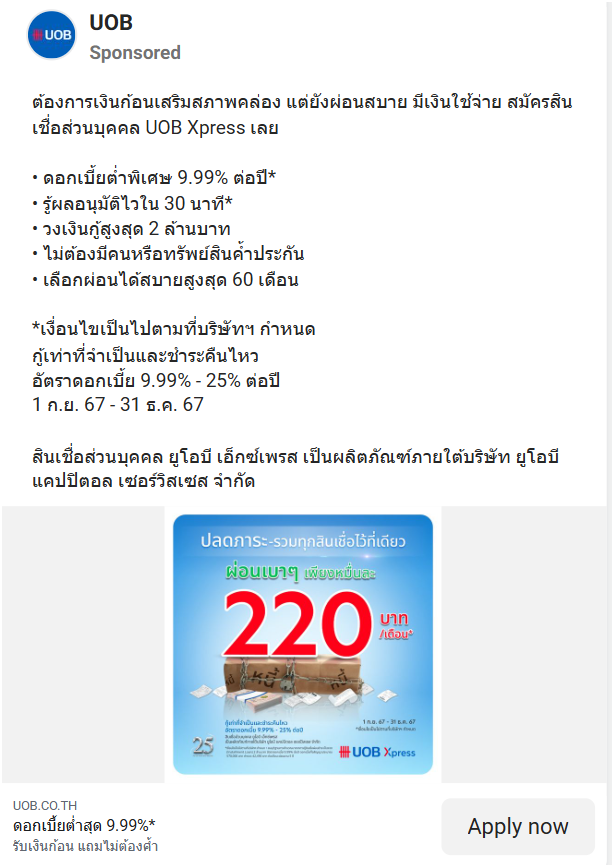 UOB
UOB
Sponsored
ต้องการเงินก้อนเสริมสภาพคล่อง แต่ยังผ่อนสบาย มีเงินใช้จ่าย สมัครสิน
เชื่อส่วนบุคคล UOB Xpress เลย
• ดอกเบี้ยต่ำพิเศษ 9.99% ต่อปี*
• รู้ผลอนุมัติไวใน 30 นาที*
• วงเงินกู้สูงสุด 2 ล้านบาท
• ไม่ต้องมีคนหรือทรัพย์สินค้ำประกัน
• เลือกผ่อนได้สบายสูงสุด 60 เดือน
*เงื่อนไขเป็นไปตามที่บริษัทฯ กำหนด
กู้เท่าที่จำเป็นและชำระคืนไหว
อัตราดอกเบี้ย 9.99% - 25% ต่อปี
1 ก.ย. 67 - 31 ธ.ค. 67
สินเชื่อส่วนบุคคล ยูโอบี เอ็กซ์เพรส เป็นผลิตภัณฑ์ภายใต้บริษัท ยูโอบี
แคปปิตอล เซอร์วิสเซส จำกัด
ปลดภาระ-รวมทุกสินเชื่อไว้ที่เดียว
ผ่อนเบาๆ เพียงหมื่นละ
220 บาท
/เดือน*
หนี้
กู้เท่าที่จำเป็นและชำระคืนไหว
อัตราดอกเบี้ย 9.99% - 25% ต่อปี
1 ก.ย. 67 - 31 ธ.ค. 67
25
UOB Xpress
UOB.CO.TH
ดอกเบี้ยต่ำสุด 9.99%*
รับเงินก้อน แถมไม่ต้องค้ำ
Apply now